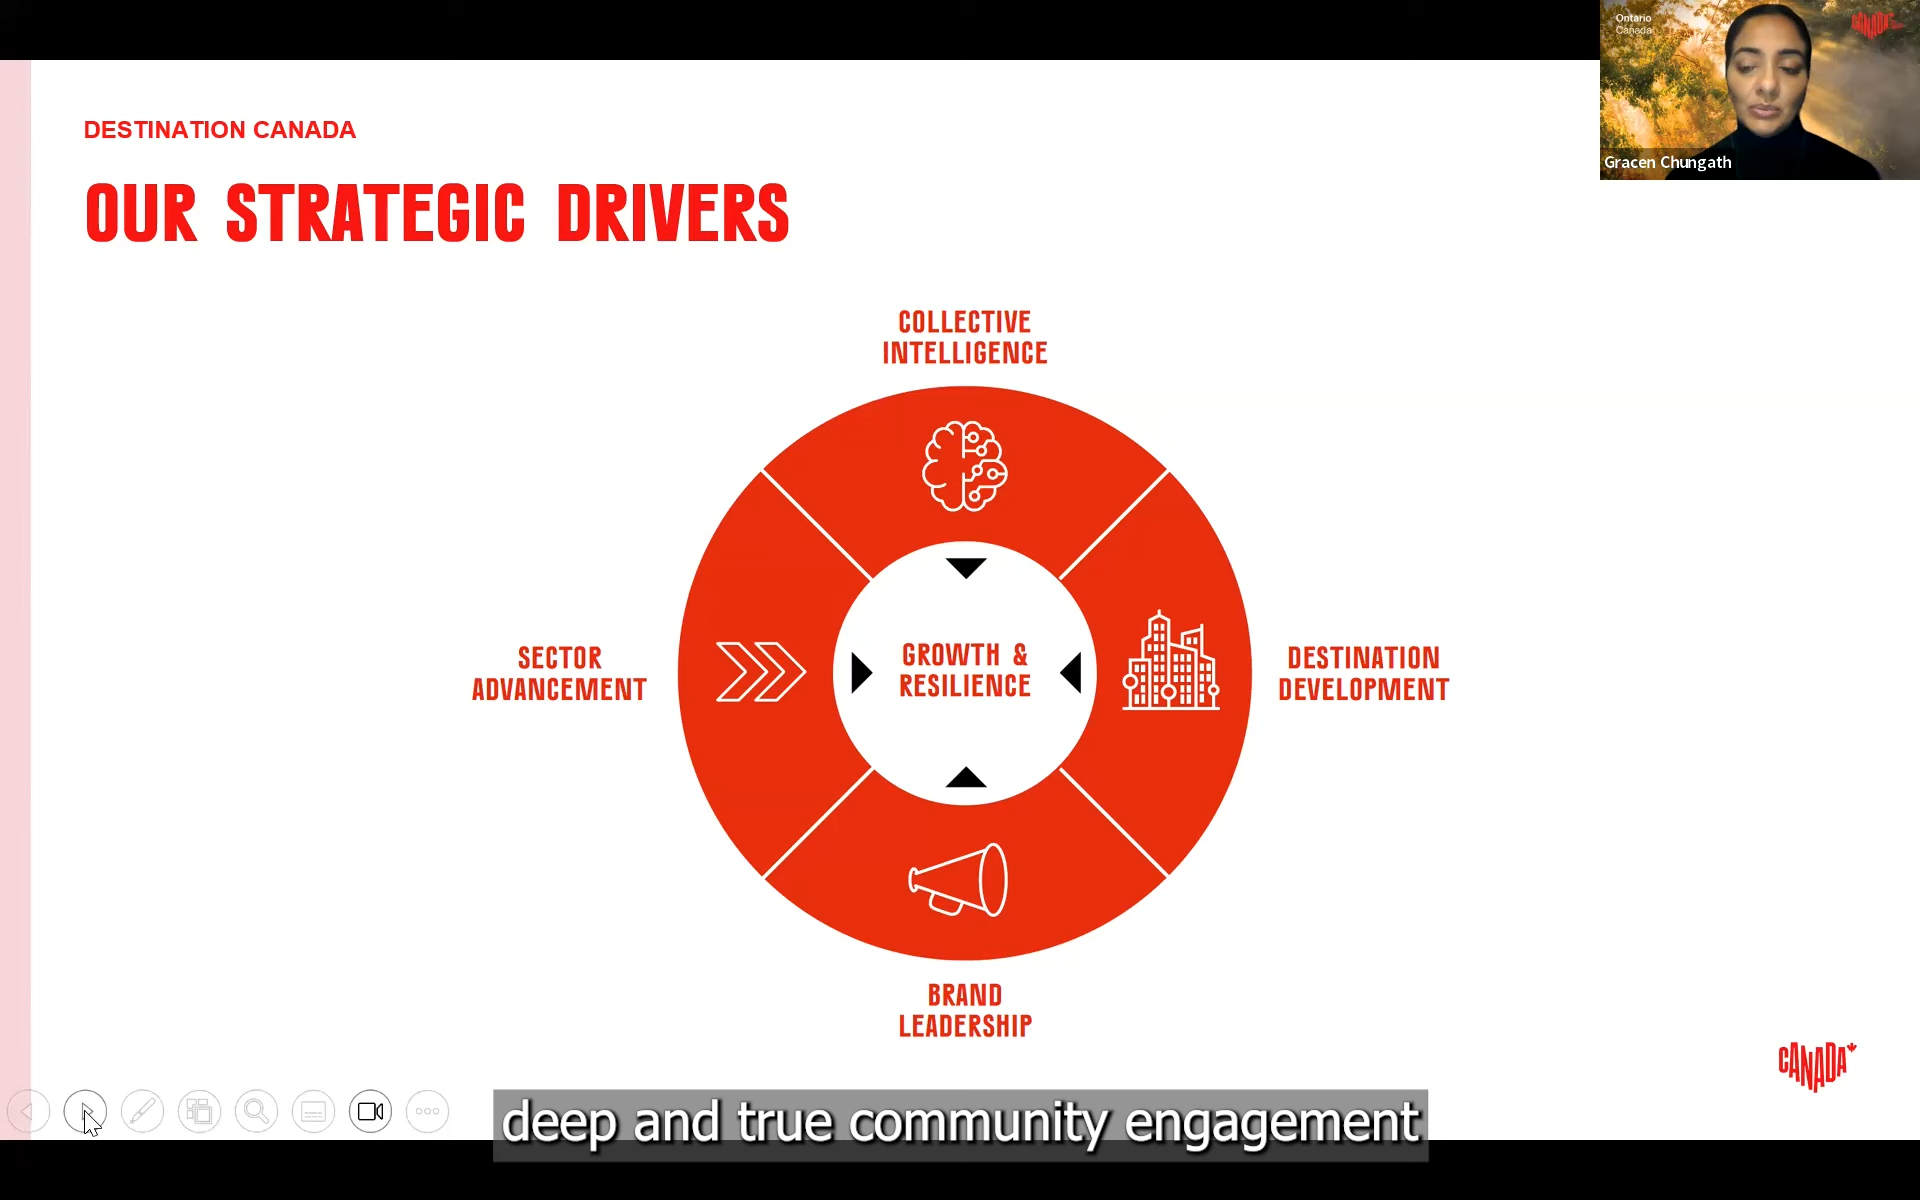 Ontario
Canada
CANADA
Gracen Chungath
DESTINATION CANADA
OUR STRATEGIC DRIVERS
COLLECTIVE
INTELLIGENCE
SECTOR
ADVANCEMENT
GROWTH &
RESILIENCE
DESTINATION
DEVELOPMENT
BRAND
LEADERSHIP
CANADA
deep and true community engagement